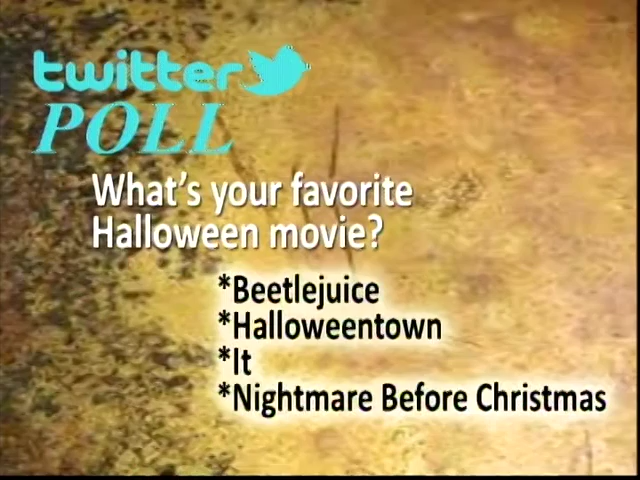 twitter
POLL
What's your favorite
Halloween movie?
*Beetlejuice
*Halloweentown
*It
*Nightmare Before Christmas